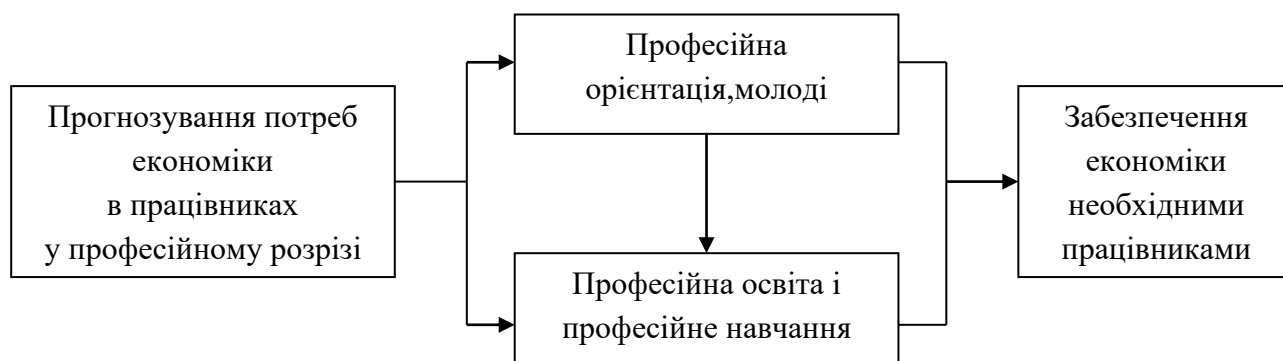 Прогнозування потреб
економіки
в працівниках
у професійному розрізі
Професійна
орієнтація,молоді
Професійна освіта і
професійне навчання
Забезпечення
економіки
необхідними
працівниками